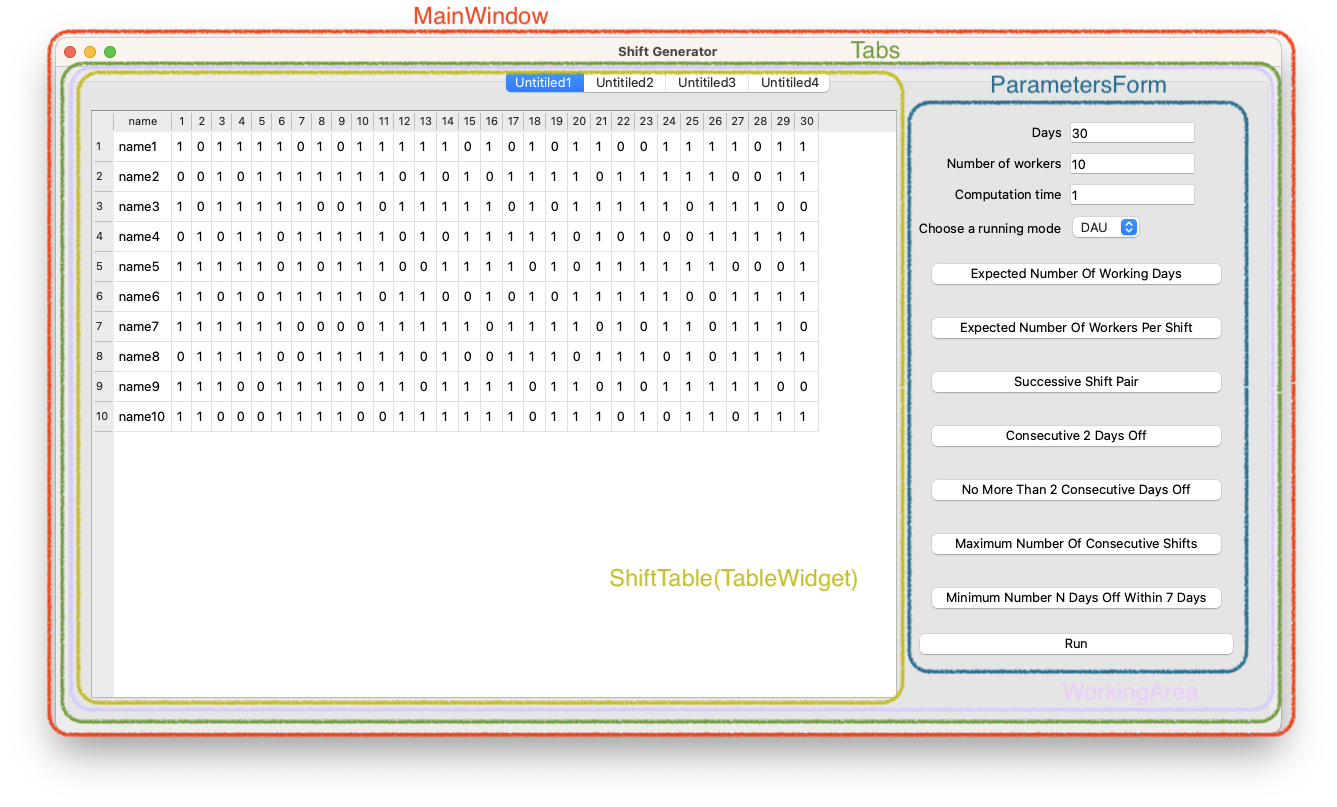 MainWindow
Shift Generator
Tabs
Untitiled1 Untitiled2 Untitiled3 Untitiled4
name 1 2 3 4 5 6 7 8 9 10 11 12 13 14 15 16 17 18 19 20 21 22 23 24 25 26 27 28 29 30
1 name1 1 0 1 1 1 1 0 1 0 1 1 1 1 1 0 1 0 1 0 1 1 0 0 1 1 1 1 0 1 1
2 name2 0 0 1 0 1 1 1 1 1 1 1 0 1 0 1 0 1 1 1 1 0 1 1 1 1 1 0 0 1 1
3 name3 1 0 1 1 1 1 1 0 0 1 0 1 1 1 1 1 0 1 0 1 1 1 1 1 0 1 1 1 0 0
4 name4 0 1 0 1 1 0 1 1 1 1 1 0 1 0 1 1 1 1 1 0 1 0 1 0 0 1 1 1 1 1
5 name5 1 1 1 1 1 0 1 0 1 1 1 0 0 1 1 1 1 0 1 0 1 1 1 1 1 1 0 0 0 1
6 name6 1 1 0 1 0 1 1 1 1 1 0 1 1 0 0 1 0 1 0 1 1 1 1 1 0 0 1 1 1 1
7 name7 1 1 1 1 1 1 0 0 0 0 1 1 1 1 1 0 1 1 1 1 0 1 0 1 1 0 1 1 1 0
8 name8 0 1 1 1 1 0 0 1 1 1 1 1 0 1 0 0 1 1 1 0 1 1 1 0 1 0 1 1 1 1
9 name9 1 1 1 0 0 1 1 1 1 0 1 1 0 1 1 1 1 0 1 1 0 1 0 1 1 1 1 1 0 0
10 name10 1 1 0 0 0 1 1 1 1 0 0 1 1 1 1 1 1 0 1 1 1 0 1 0 1 1 0 1 1 1
ShiftTable(TableWidget)
ParametersForm
Days 30
Number of workers 10
Computation time 1
Choose a running mode DAU
Expected Number Of Working Days
Expected Number Of Workers Per Shift
Successive Shift Pair
Consecutive 2 Days Off
No More Than 2 Consecutive Days Off
Maximum Number Of Consecutive Shifts
Minimum Number N Days Off Within 7 Days
Run
WorkingArea